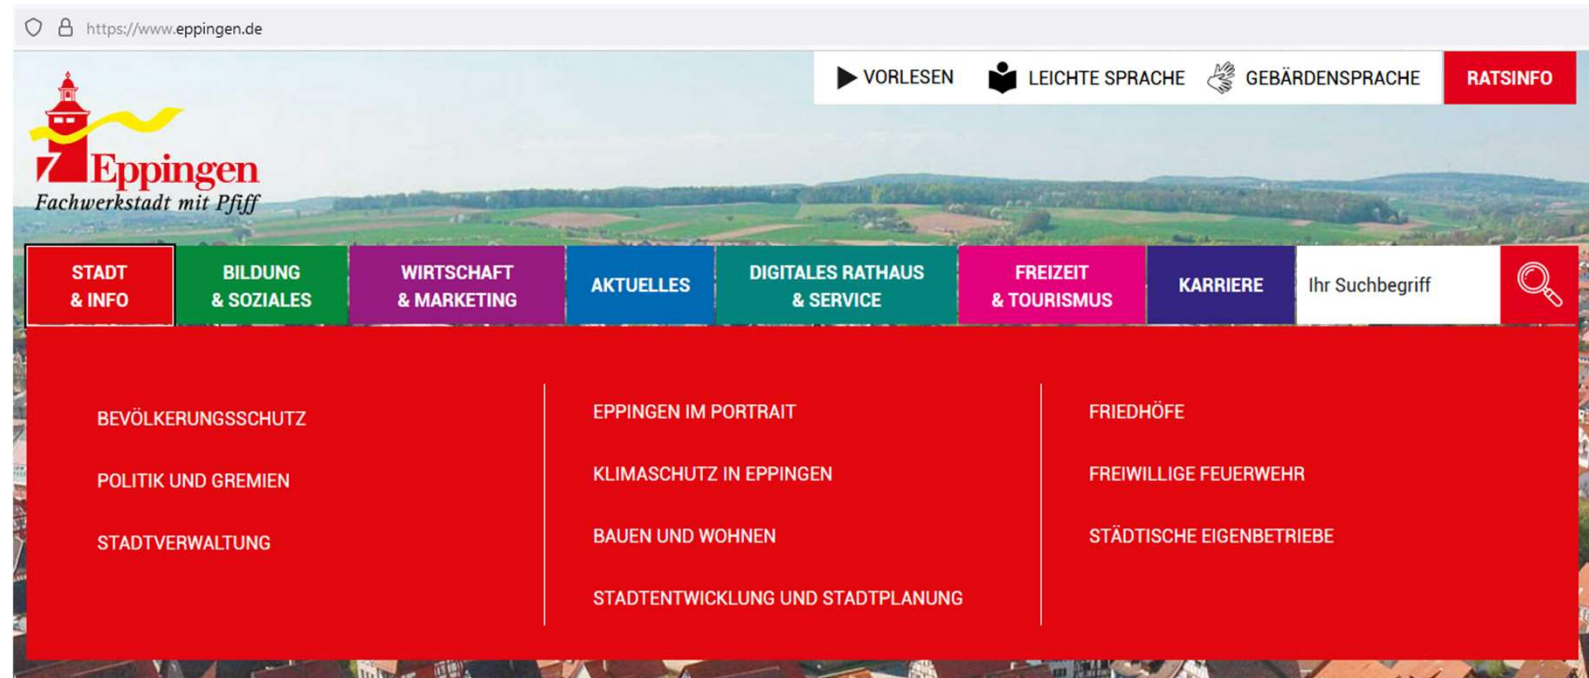 https://www.eppingen.de
VORLESEN
LEICHTE SPRACHE
GEBÄRDENSPRACHE
RATSINFO
Eppingen
Fachwerkstadt mit Pfiff
STADT
& INFO
BILDUNG
& SOZIALES
WIRTSCHAFT
& MARKETING
AKTUELLES
DIGITALES RATHAUS
& SERVICE
FREIZEIT
& TOURISMUS
KARRIERE
Ihr Suchbegriff
BEVÖLKERUNGSSCHUTZ
POLITIK UND GREMIEN
STADTVERWALTUNG
EPPINGEN IM PORTRAIT
KLIMASCHUTZ IN EPPINGEN
BAUEN UND WOHNEN
STADTENTWICKLUNG UND STADTPLANUNG
FRIEDHÖFE
FREIWILLIGE FEUERWEHR
STÄDTISCHE EIGENBETRIEBE